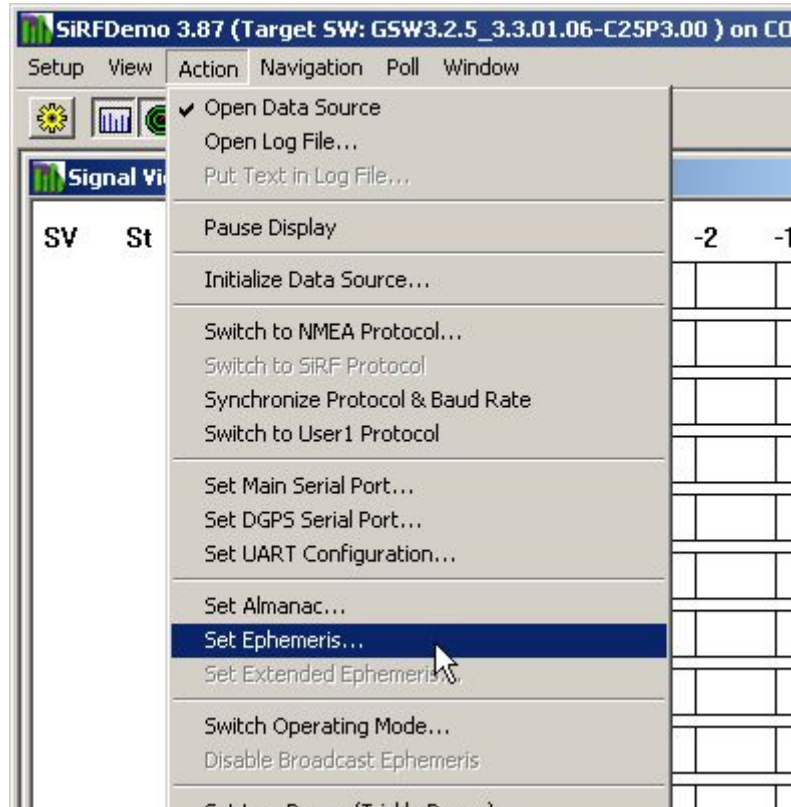 SiRFDemo 3.87 (Target SW: GSW3.2.5_3.3.01.06-C25P3.00 ) on CO
Setup View Action Navigation Poll Window
Open Data Source
Open Log File...
Put Text in Log File...
Signal Vi
Pause Display
SV St -2 -1
Initialize Data Source...
Switch to NMEA Protocol...
Switch to SiRF Protocol
Synchronize Protocol & Baud Rate
Switch to User1 Protocol
Set Main Serial Port...
Set DGPS Serial Port...
Set UART Configuration...
Set Almanac...
Set Ephemeris...
Set Extended Ephemeris...
Switch Operating Mode...
Disable Broadcast Ephemeris